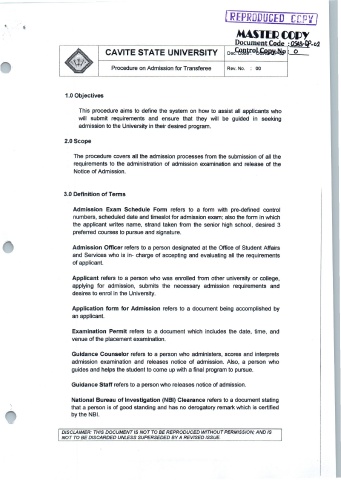 REPRODUCED COPY
MASTER COPY
Document Code : OSAS-QP-02
Control Copy No : 0
CAVITE STATE UNIVERSITY
Procedure on Admission for Transferee
Rev. No. : 00
1.0 Objectives
This procedure aims to define the system on how to assist all applicants who
will submit requirements and ensure that they will be guided in seeking
admission to the University in their desired program.
2.0 Scope
The procedure covers all the admission processes from the submission of all the
requirements to the administration of admission examination and release of the
Notice of Admission.
3.0 Definition of Terms
Admission Exam Schedule Form refers to a form with pre-defined control
numbers, scheduled date and timeslot for admission exam; also the form in which
the applicant writes name, strand taken from the senior high school, desired 3
preferred courses to pursue and signature.
Admission Officer refers to a person designated at the Office of Student Affairs
and Services who is in- charge of accepting and evaluating all the requirements
of applicant.
Applicant refers to a person who was enrolled from other university or college,
applying for admission, submits the necessary admission requirements and
desires to enrol in the University.
Application form for Admission refers to a document being accomplished by
an applicant.
Examination Permit refers to a document which includes the date, time, and
venue of the placement examination.
Guidance Counselor refers to a person who administers, scores and interprets
admission examination and releases notice of admission. Also, a person who
guides and helps the student to come up with a final program to pursue.
Guidance Staff refers to a person who releases notice of admission.
National Bureau of Investigation (NBI) Clearance refers to a document stating
that a person is of good standing and has no derogatory remark which is certified
by the NBI.
DISCLAIMER: THIS DOCUMENT IS NOT TO BE REPRODUCED WITHOUT PERMISSION; AND IS
NOT TO BE DISCARDED UNLESS SUPERSEDED BY A REVISED ISSUE.